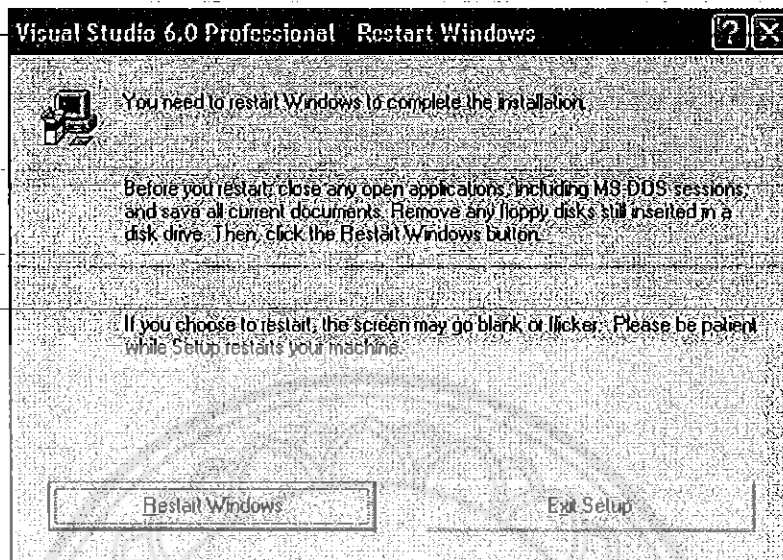 Visual Studio 6.0 Professional - Restart Windows
You need to restart Windows to complete the installation.
Before you restart, close any open applications, including MS-DOS sessions,
and save all current documents. Remove any floppy disks still inserted in a
disk drive. Then, click the Restart Windows button.
If you choose to restart, the screen may go blank or flicker. Please be patient
while Setup restarts your machine.
Restart Windows
Exit Setup